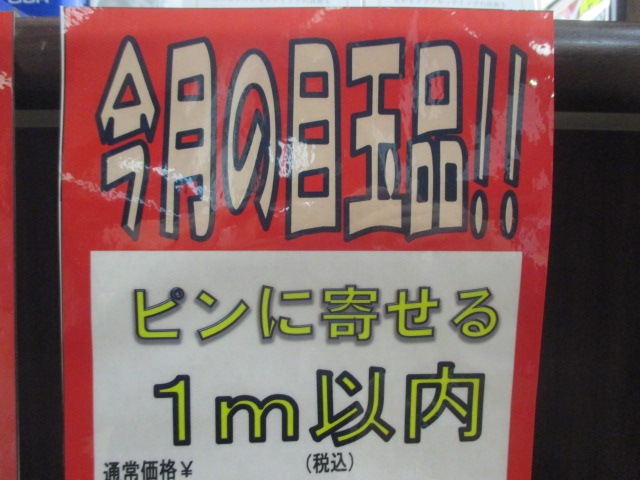 今月の目玉品!!
ピンに寄せる
1m以内
通常価格¥ (税込)